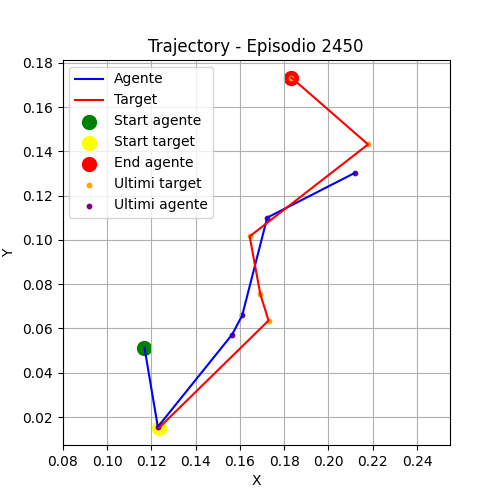 Trajectory - Episodio 2450
Agente
Target
Start agente
Start target
End agente
Ultimi target
Ultimi agente
Y
0.18
0.16
0.14
0.12
0.10
0.08
0.06
0.04
0.02
0.08 0.10 0.12 0.14 0.16 0.18 0.20 0.22 0.24
X